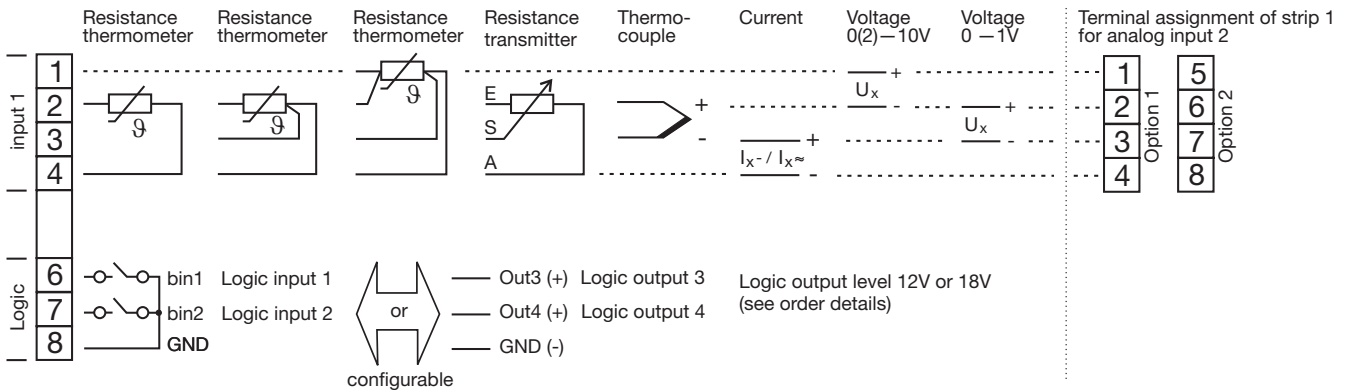 Resistance thermometer
Resistance thermometer
Resistance thermometer
Resistance transmitter
Thermo-couple
Current
Voltage 0(2)—10V
Voltage 0 —1V
Terminal assignment of strip 1 for analog input 2
input 1
1
2
3
4
ϑ
ϑ
ϑ
E
S
A
+
-
Ix- / Ix≈
+
-
Ux
+
-
Ux
+
-
1
2
3
4
Option 1
5
6
7
8
Option 2
Logic
6
7
8
bin1 Logic input 1
bin2 Logic input 2
GND
or
configurable
Out3 (+) Logic output 3
Out4 (+) Logic output 4
GND (-)
Logic output level 12V or 18V
(see order details)